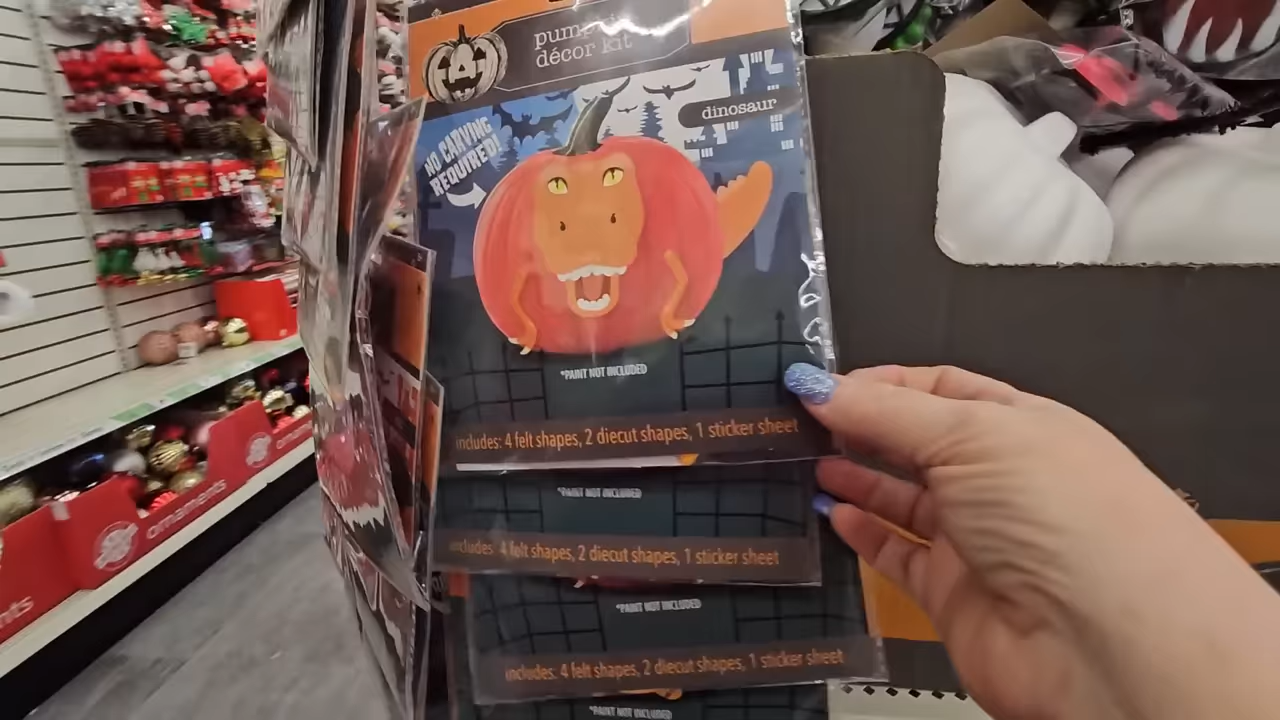 pumpkin
décor kit
dinosaur
NO CARVING
REQUIRED!
*PAINT NOT INCLUDED
includes: 4 felt shapes, 2 diecut shapes, 1 sticker sheet
*PAINT NOT INCLUDED
includes: 4 felt shapes, 2 diecut shapes, 1 sticker sheet
*PAINT NOT INCLUDED
includes: 4 felt shapes, 2 diecut shapes, 1 sticker sheet
*PAINT NOT INCLUDED
ornaments
nts